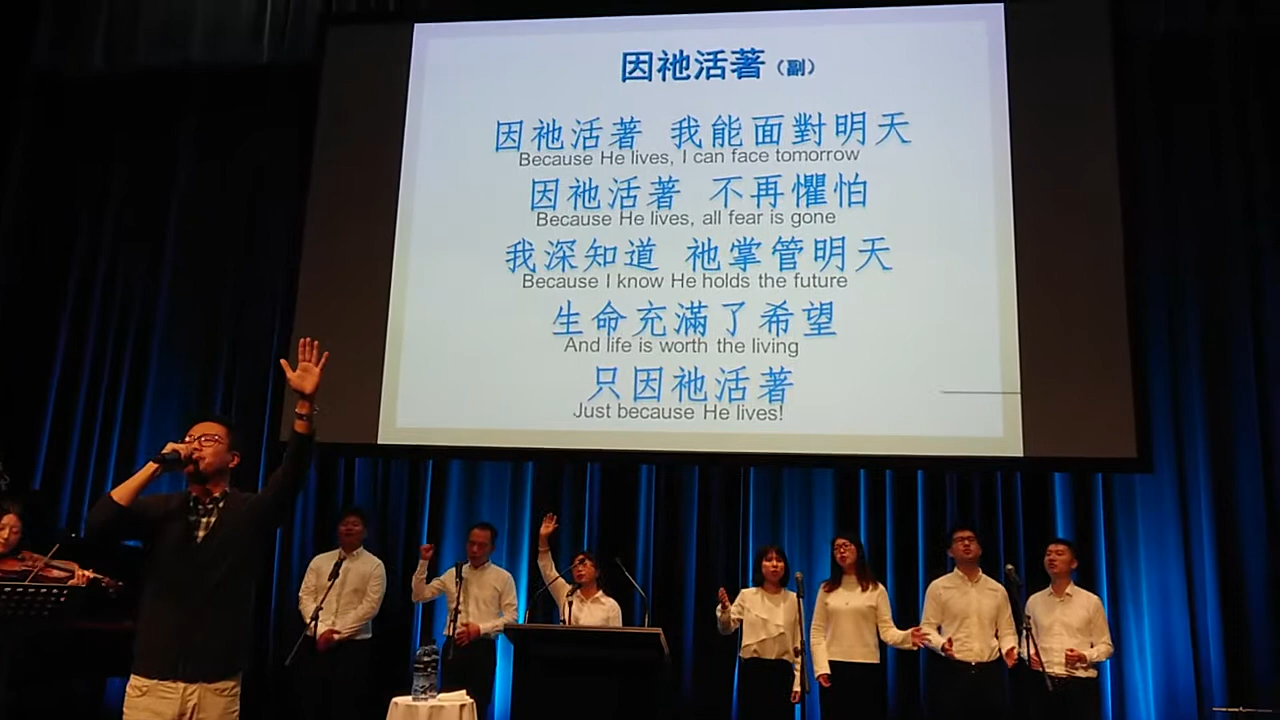 因祂活著（副）
因祂活著 我能面對明天
Because He lives, I can face tomorrow
因祂活著 不再懼怕
Because He lives, all fear is gone
我深知道 祂掌管明天
Because I know He holds the future
生命充滿了希望
And life is worth the living
只因祂活著
Just because He lives!